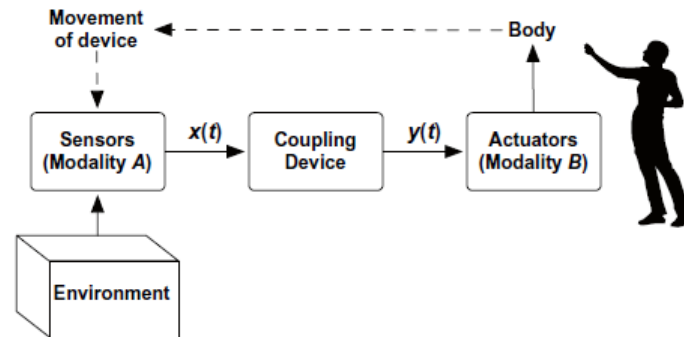 Movement
of device
Body
Sensors
(Modality A)
x(t)
Coupling
Device
y(t)
Actuators
(Modality B)
Environment